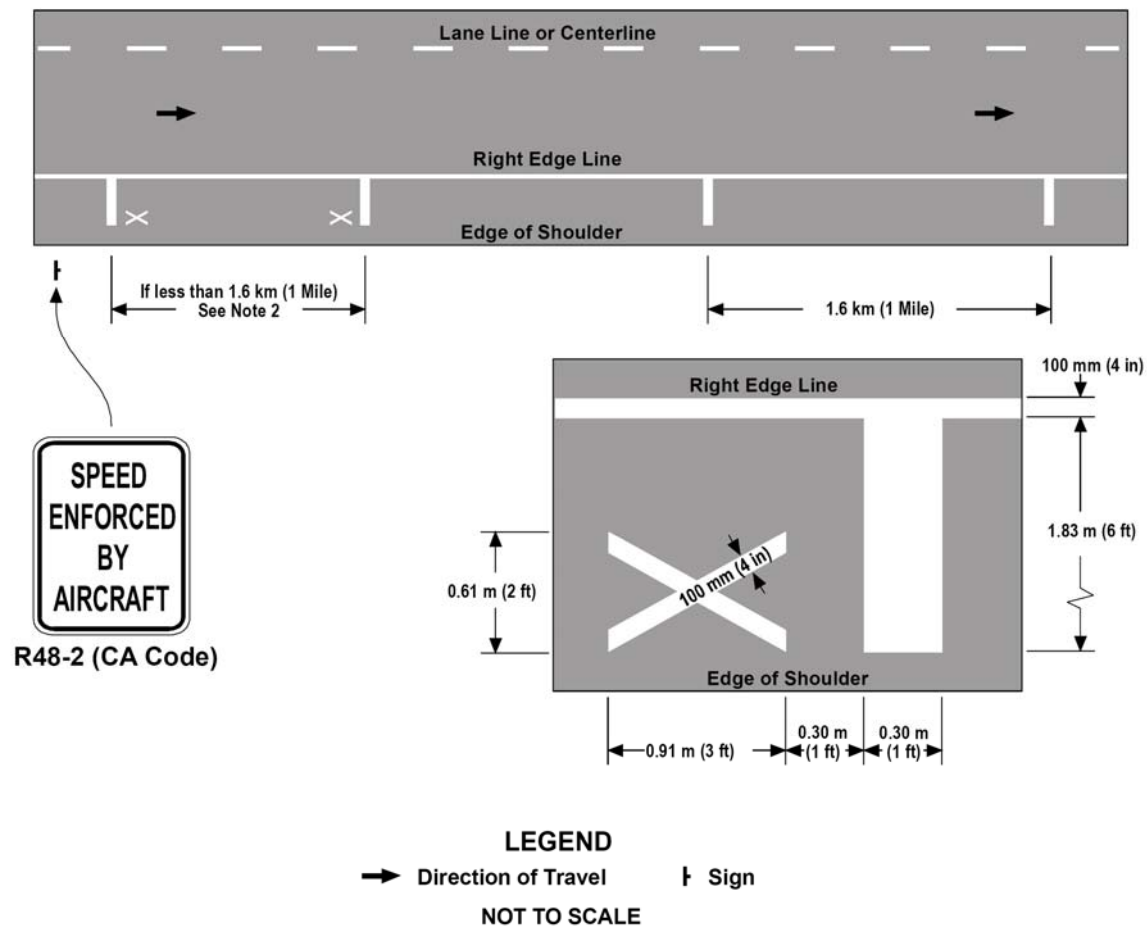 Lane Line or Centerline
Right Edge Line
Edge of Shoulder
If less than 1.6 km (1 Mile)
See Note 2
1.6 km (1 Mile)
SPEED
ENFORCED
BY
AIRCRAFT
R48-2 (CA Code)
Right Edge Line
100 mm (4 in)
1.83 m (6 ft)
0.61 m (2 ft)
100 mm (4 in)
Edge of Shoulder
0.91 m (3 ft)
0.30 m
(1 ft)
0.30 m
(1 ft)
LEGEND
Direction of Travel
Sign
NOT TO SCALE